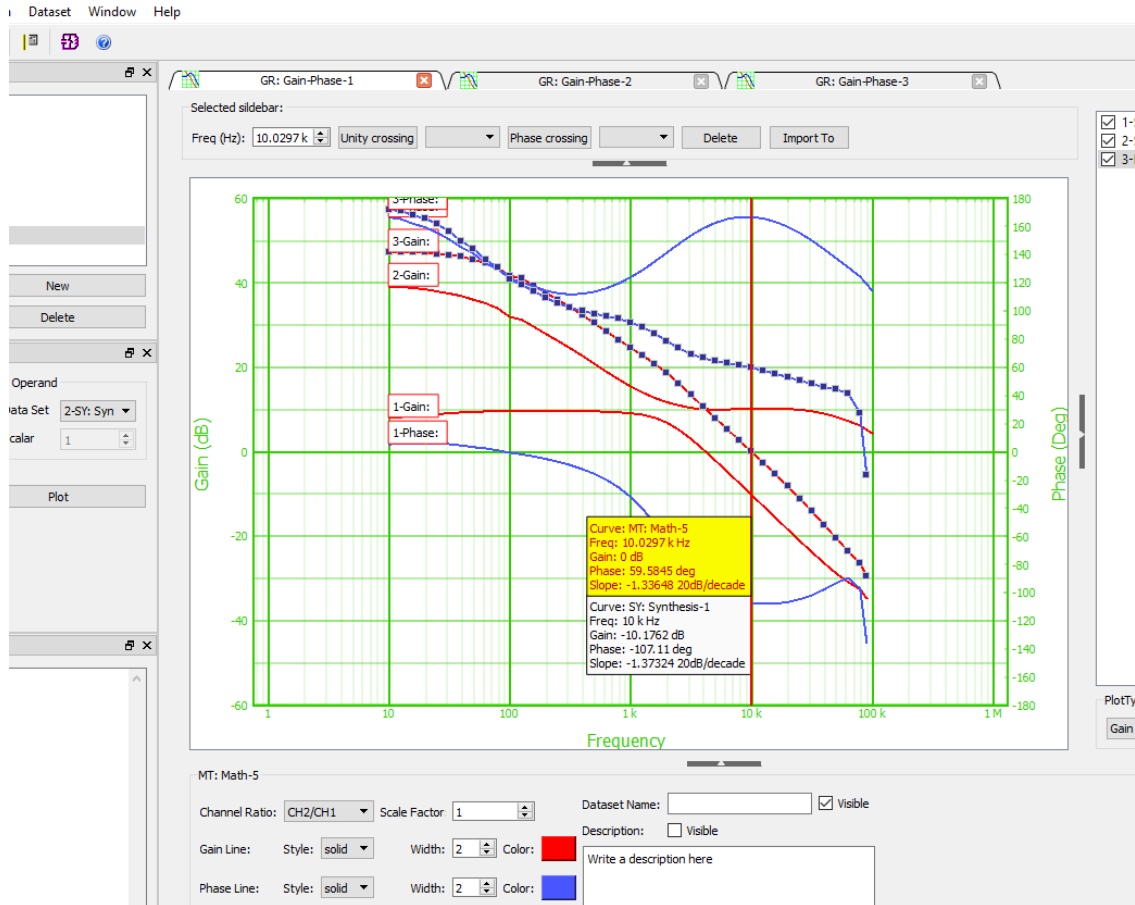 Dataset Window Help
GR: Gain-Phase-1 GR: Gain-Phase-2 GR: Gain-Phase-3
Selected sildebar:
Freq (Hz): 10.0297 k Unity crossing Phase crossing Delete Import To
New
Delete
Operand
2-SY: Syn
1
Plot
3-Phase:
3-Gain:
2-Gain:
1-Gain:
1-Phase:
60
40
20
0
-20
-40
-60
Gain (dB)
180
160
140
120
100
80
60
40
20
0
-20
-40
-60
-80
-100
-120
-140
-160
-180
Phase (Deg)
Curve: MT: Math-5
Freq: 10.0297 k Hz
Gain: 0 dB
Phase: 59.5845 deg
Slope: -1.33648 20dB/decade
Curve: SY: Synthesis-1
Freq: 10 k Hz
Gain: -10.1762 dB
Phase: -107.11 deg
Slope: -1.37324 20dB/decade
1 10 100 1 k 10 k 100 k 1 M
Frequency
Gain
MT: Math-5
Channel Ratio: CH2/CH1 Scale Factor 1
Gain Line: Style: solid Width: 2 Color:
Phase Line: Style: solid Width: 2 Color:
Dataset Name: Visible
Description: Visible
Write a description here